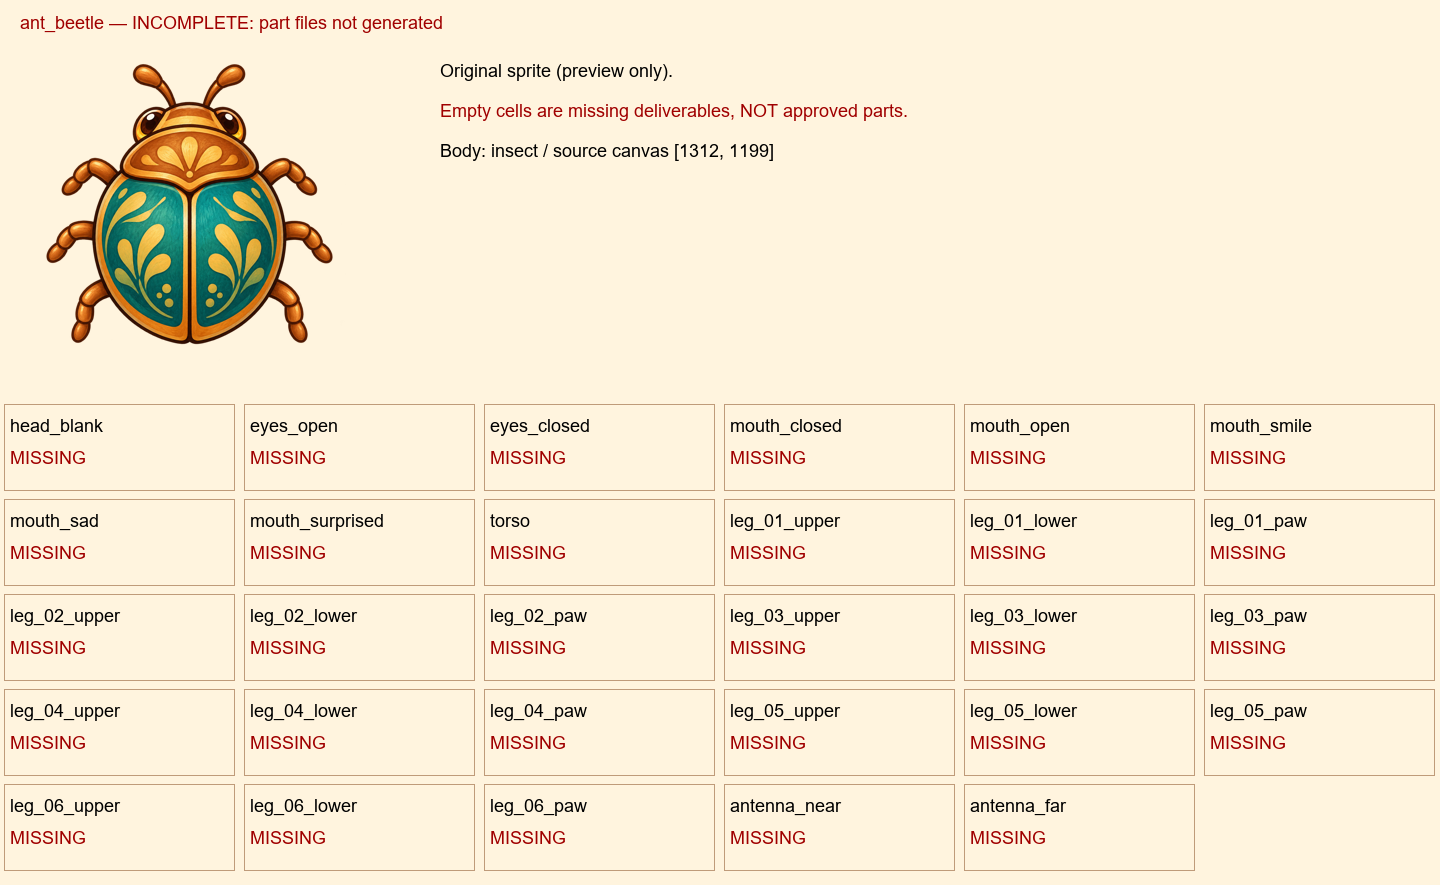 ant_beetle — INCOMPLETE: part files not generated
Original sprite (preview only).
Empty cells are missing deliverables, NOT approved parts.
Body: insect / source canvas [1312, 1199]
head_blank
MISSING
eyes_open
MISSING
eyes_closed
MISSING
mouth_closed
MISSING
mouth_open
MISSING
mouth_smile
MISSING
mouth_sad
MISSING
mouth_surprised
MISSING
torso
MISSING
leg_01_upper
MISSING
leg_01_lower
MISSING
leg_01_paw
MISSING
leg_02_upper
MISSING
leg_02_lower
MISSING
leg_02_paw
MISSING
leg_03_upper
MISSING
leg_03_lower
MISSING
leg_03_paw
MISSING
leg_04_upper
MISSING
leg_04_lower
MISSING
leg_04_paw
MISSING
leg_05_upper
MISSING
leg_05_lower
MISSING
leg_05_paw
MISSING
leg_06_upper
MISSING
leg_06_lower
MISSING
leg_06_paw
MISSING
antenna_near
MISSING
antenna_far
MISSING